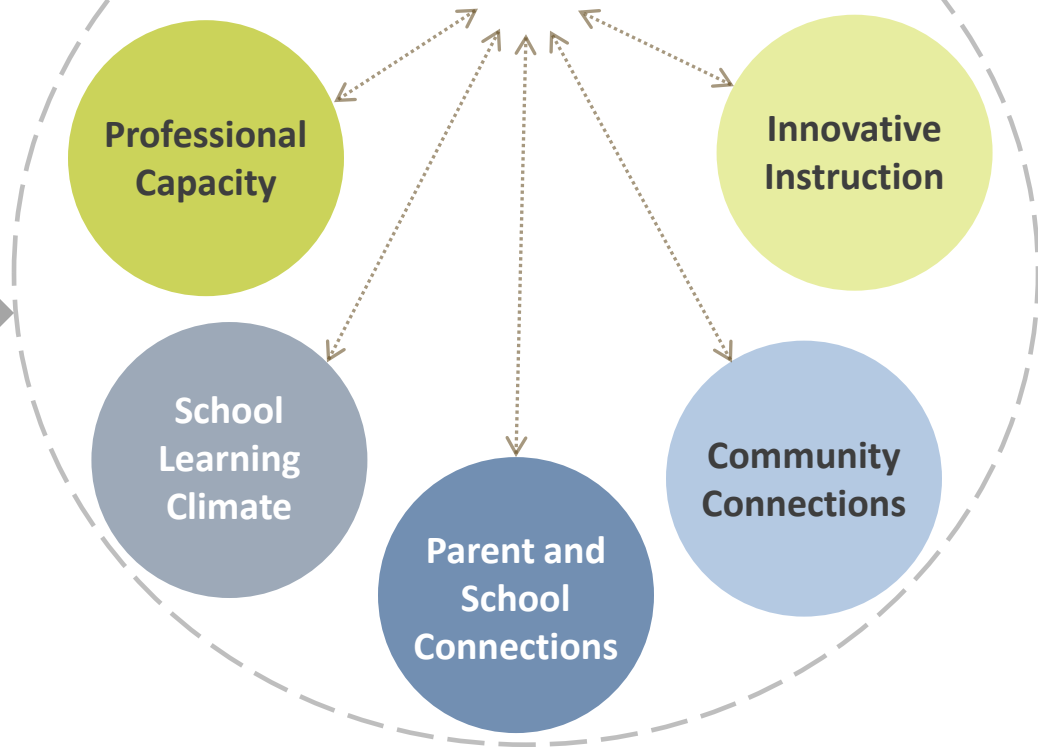 Professional
Capacity
Innovative
Instruction
School
Learning
Climate
Community
Connections
Parent and
School
Connections